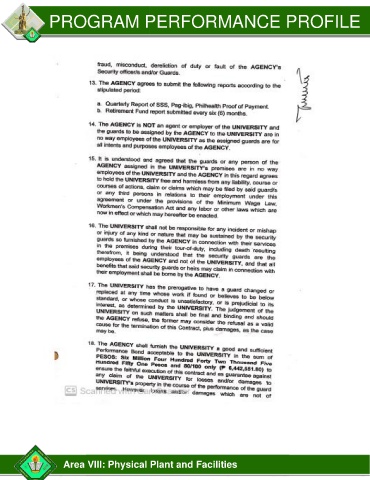 PROGRAM PERFORMANCE PROFILE
fraud, misconduct, dereliction of duty or fault of the AGENCY's
Security officer/s and/or Guards.
13. The AGENCY agrees to submit the following reports according to the
stipulated period:
a. Quarterly Report of SSS, Pag-ibig, Philhealth Proof of Payment.
b. Retirement Fund report submitted every six (6) months.
14. The AGENCY is NOT an agent or employer of the UNIVERSITY and
the guards to be assigned by the AGENCY to the UNIVERSITY are in
no way employees of the UNIVERSITY as the assigned guards are for
all intents and purposes employees of the AGENCY.
15. It is understood and agreed that the guards or any person of the
AGENCY assigned in the UNIVERSITY's premises are in no way
employees of the UNIVERSITY and the AGENCY in this regard agrees
to hold the UNIVERSITY free and harmless from any liability, course or
courses of actions, claim or claims which may be filed by said guard/s
or any third persons in relations to their employment under this
agreement or under the provisions of the Minimum Wage Law,
Workmen's Compensation Act and any labor or other laws which are
now in effect or which may hereafter be enacted.
16. The UNIVERSITY shall not be responsible for any incident or mishap
or injury of any kind or nature that may be sustained by the security
guards so furnished by the AGENCY in connection with their services
in the premises during their tour-of-duty, including death resulting
therefrom, it being understood that the security guards are the
employees of the AGENCY and not of the UNIVERSITY, and that all
benefits that said security guards or heirs may claim in connection with
their employment shall be borne by the AGENCY.
17. The UNIVERSITY has the prerogative to have a guard changed or
replaced at any time whose work if found or believes to be below
standard, or whose conduct is unsatisfactory, or is prejudicial to its
interest, as determined by the UNIVERSITY. The judgement of the
UNIVERSITY on such matters shall be final and binding and should
the AGENCY refuse, the former may consider the refusal as a valid
cause for the termination of this Contract, plus damages, as the case
may be.
18. The AGENCY shall furnish the UNIVERSITY a good and sufficient
Performance Bond acceptable to the UNIVERSITY in the sum of
PESOS: Six Million Four Hundred Forty Two Thousand Five
Hundred Fifty One Pesos and 80/100 only (₱ 6,442,551.80) to
ensure the faithful execution of this contract and as guarantee against
any claim of the UNIVERSITY for losses and/or damages to
UNIVERSITY's property in the course of the performance of the guard
services. However, losses and/or damages which are not of
CS Scanned with
Area VIII: Physical Plant and Facilities